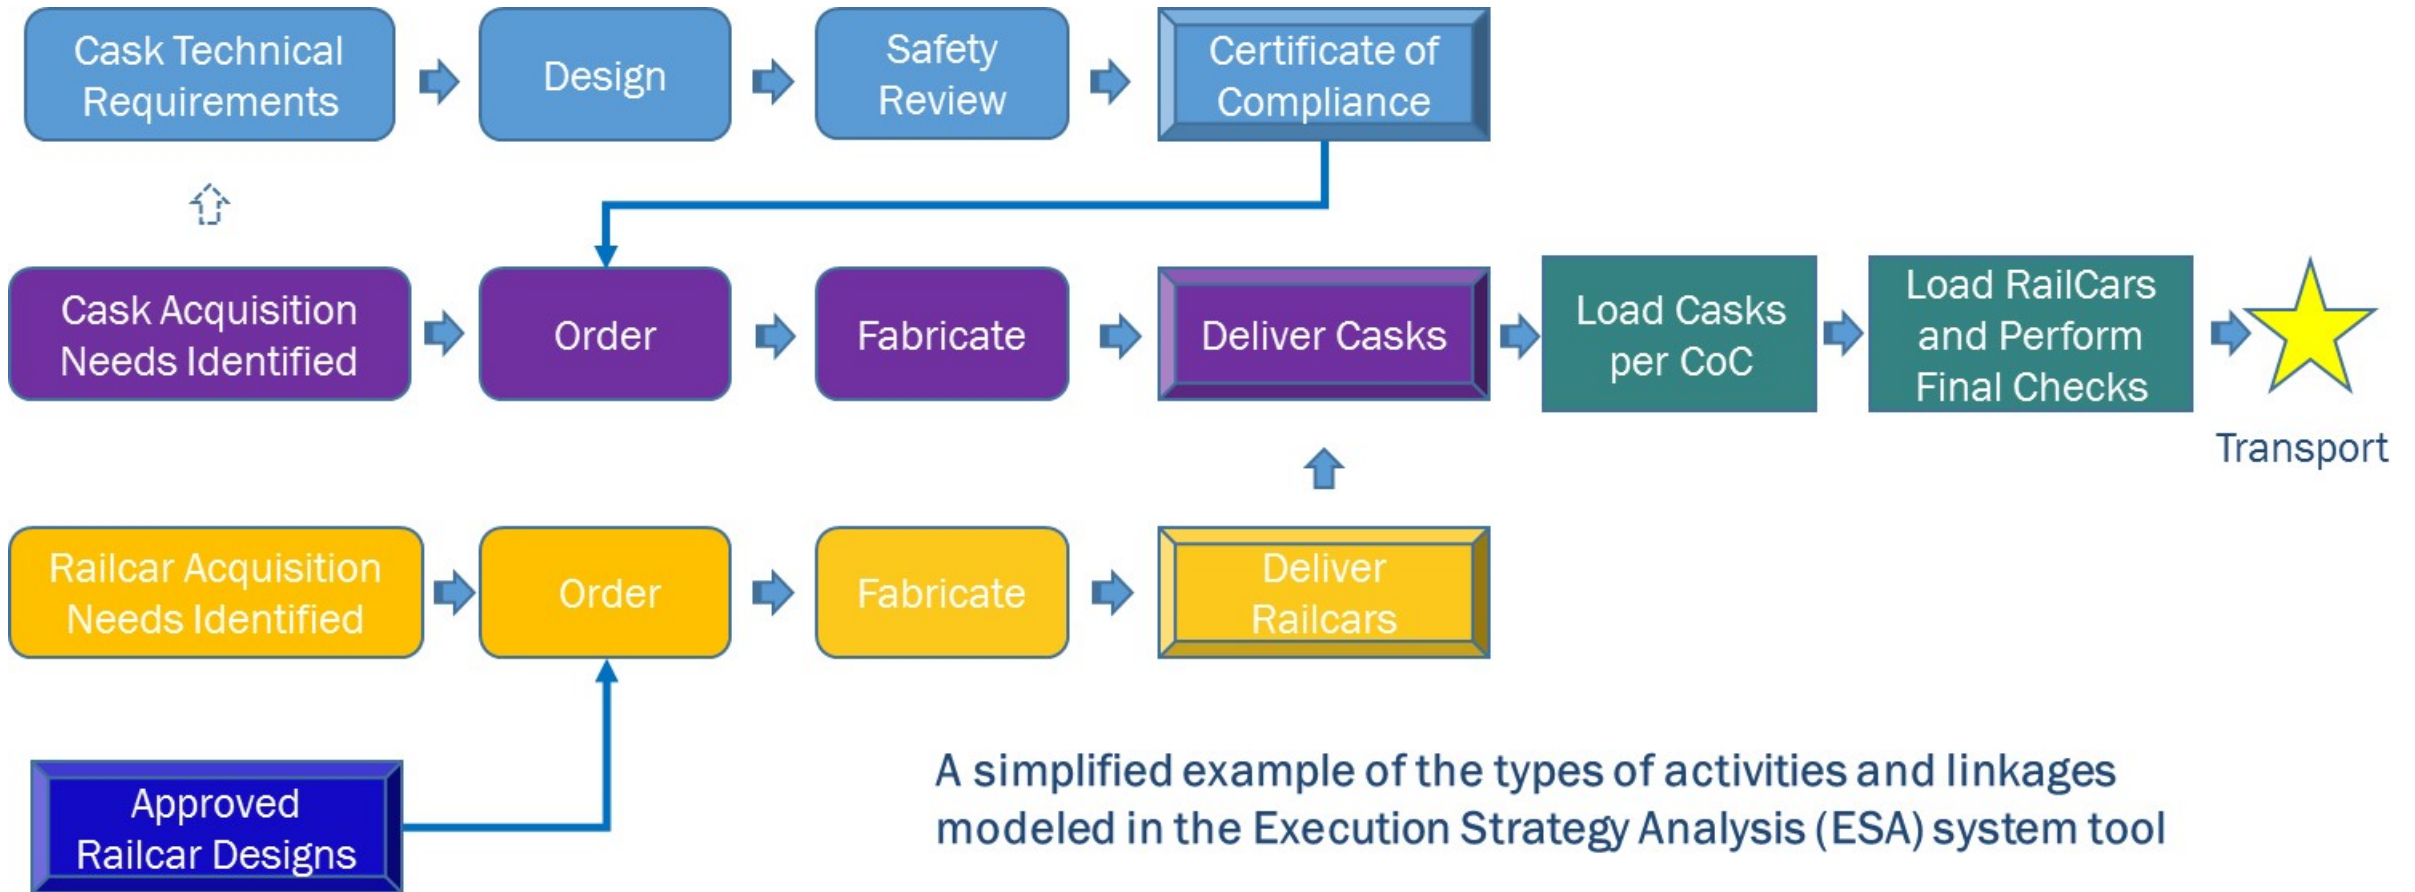 Cask Technical
Requirements
Design
Safety
Review
Certificate of
Compliance
Cask Acquisition
Needs Identified
Order
Fabricate
Deliver Casks
Load Casks
per CoC
Load RailCars
and Perform
Final Checks
Transport
Railcar Acquisition
Needs Identified
Order
Fabricate
Deliver
Railcars
Approved
Railcar Designs
A simplified example of the types of activities and linkages
modeled in the Execution Strategy Analysis (ESA) system tool